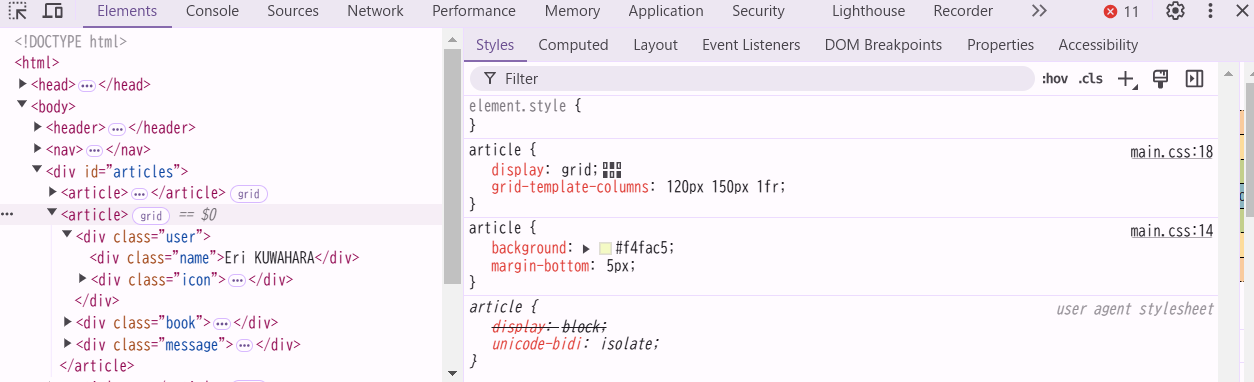 Elements Console Sources Network Performance Memory Application Security Lighthouse Recorder 11
<!DOCTYPE html>
<html>
<head> ··· </head>
<body>
<header> ··· </header>
<nav> ··· </nav>
<div id="articles">
<article> ··· </article> grid
··· <article> grid == $0
<div class="user">
<div class="name">Eri KUWAHARA</div>
<div class="icon"> ··· </div>
</div>
<div class="book"> ··· </div>
<div class="message"> ··· </div>
</article>
Styles Computed Layout Event Listeners DOM Breakpoints Properties Accessibility
Filter :hov .cls
element.style {
}
article { main.css:18
display: grid;
grid-template-columns: 120px 150px 1fr;
}
article { main.css:14
background: #f4fac5;
margin-bottom: 5px;
}
article { user agent stylesheet
display: block;
unicode-bidi: isolate;
}